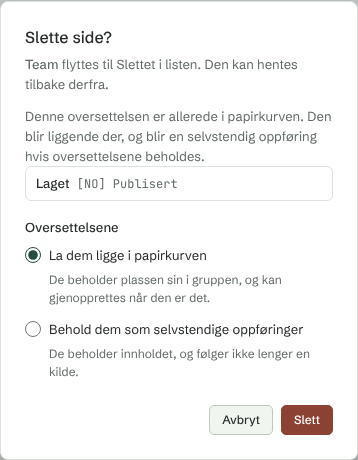 Slette side?
Team flyttes til Slettet i listen. Den kan hentes
tilbake derfra.
Denne oversettelsen er allerede i papirkurven. Den
blir liggende der, og blir en selvstendig oppføring
hvis oversettelsene beholdes.
Laget [NO] Publisert
Oversettelsene
La dem ligge i papirkurven
De beholder plassen sin i gruppen, og kan
gjenopprettes når den er det.
Behold dem som selvstendige oppføringer
De beholder innholdet, og følger ikke lenger en
kilde.
Avbryt
Slett